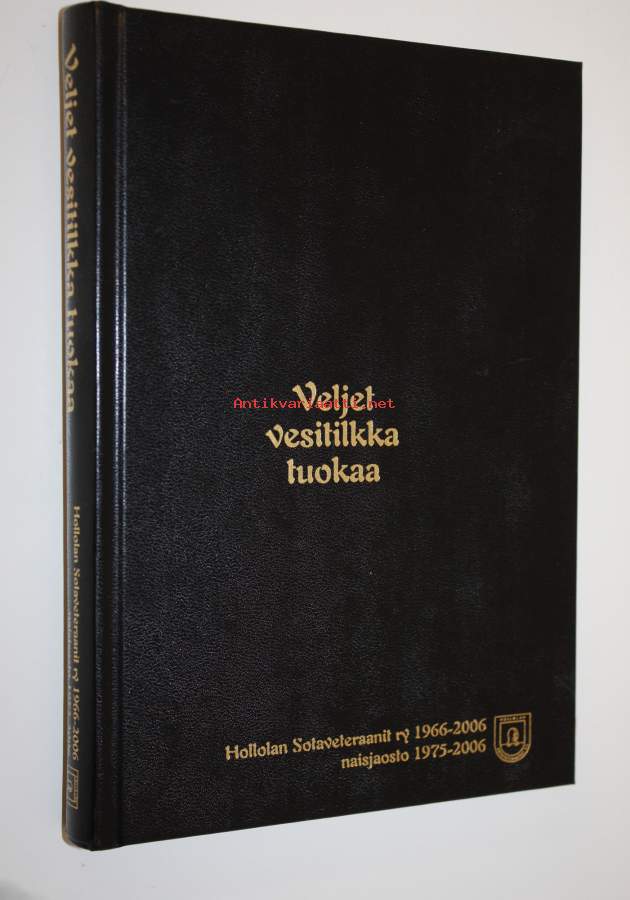 Veljet vesitilkka tuokaa
Hollolan Sotaveteraanit ry 1966-2006
Veljet
Antikvariaatti.net
vesitilkka
tuokaa
Hollolan Sotaveteraanit ry 1966-2006
naisjaosto 1975-2006